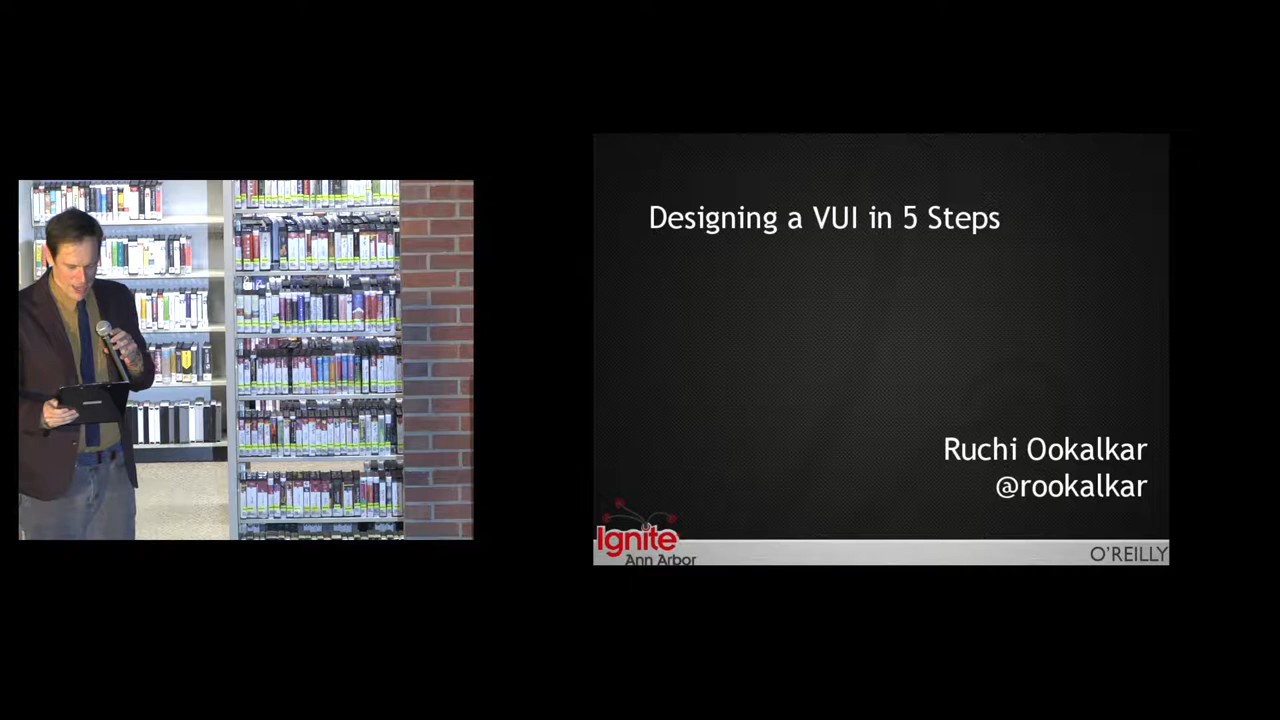 Designing a VUI in 5 Steps
Ruchi Ookalkar
@rookalkar
Ignite
Ann Arbor
O'REILLY